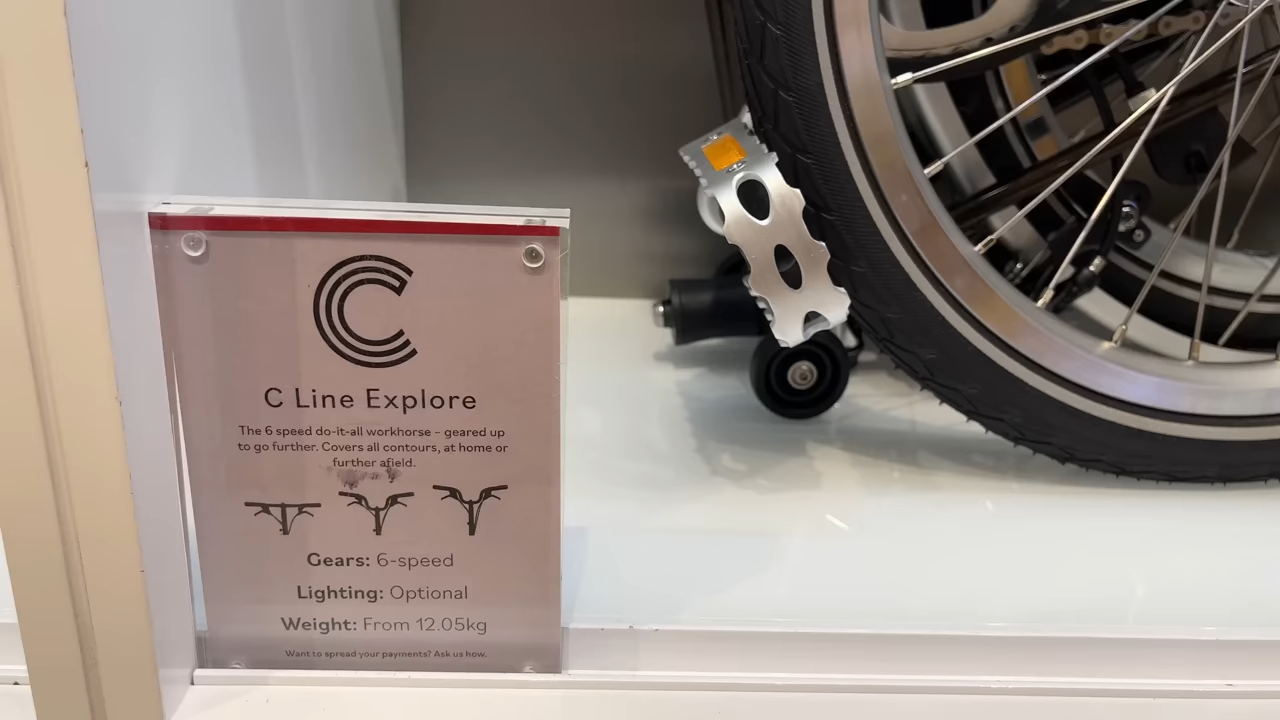 C
C Line Explore
The 6 speed do-it-all workhorse – geared up
to go further. Covers all contours, at home or
further afield.
Gears: 6-speed
Lighting: Optional
Weight: From 12.05kg
Want to spread your payments? Ask us how.